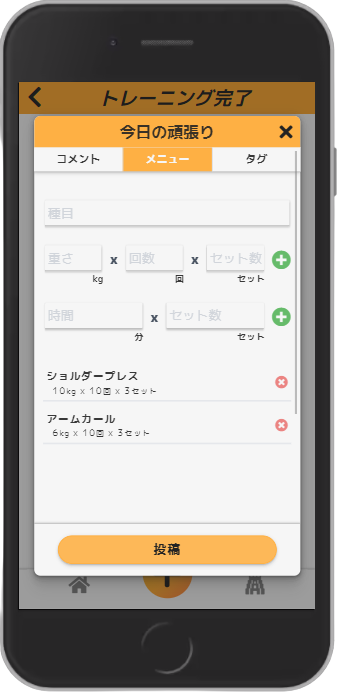 トレーニング完了
今日の頑張り
コメント メニュー タグ
種目
重さ x 回数 x セット数
kg 回 セット
時間 x セット数
分 セット
ショルダープレス
10kg x 10回 x 3セット
アームカール
6kg x 10回 x 3セット
投稿